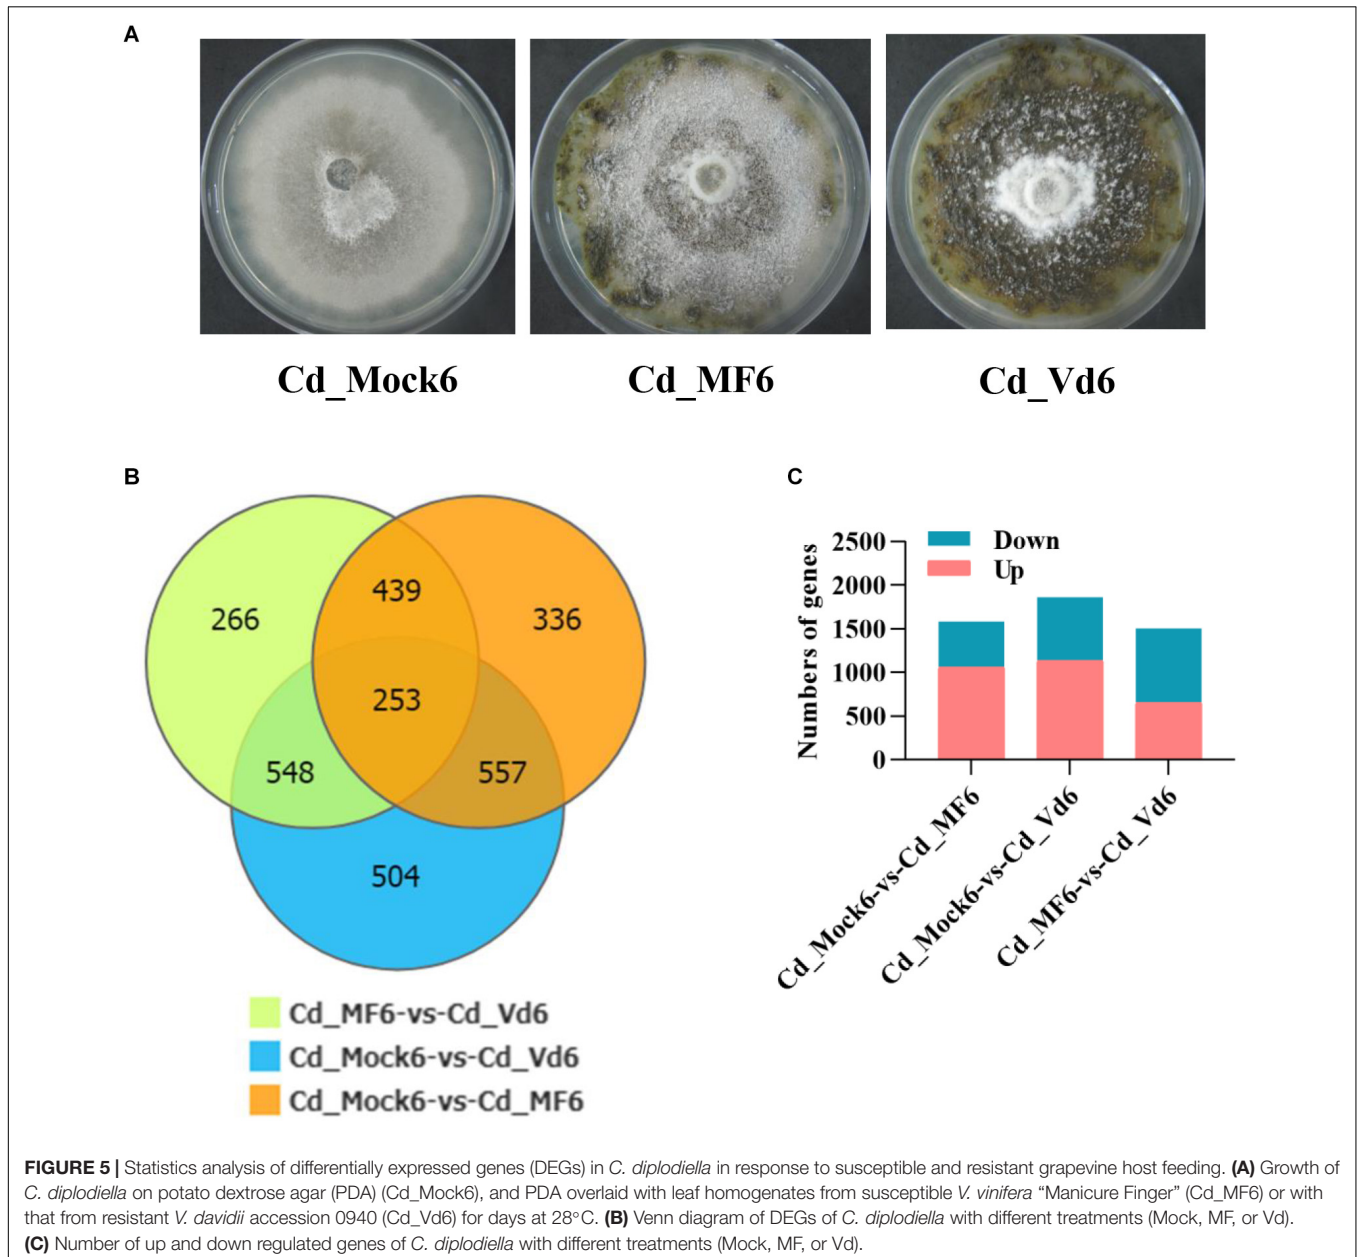 A
Cd_Mock6 Cd_MF6 Cd_Vd6
B
266 439 336
253
548 557
504
Cd_MF6-vs-Cd_Vd6
Cd_Mock6-vs-Cd_Vd6
Cd_Mock6-vs-Cd_MF6
C
Numbers of genes
2500
2000
1500
1000
500
0
Down
Up
Cd_Mock6-vs-Cd_MF6
Cd_Mock6-vs-Cd_Vd6
Cd_MF6-vs-Cd_Vd6
FIGURE 5 | Statistics analysis of differentially expressed genes (DEGs) in C. diplodiella in response to susceptible and resistant grapevine host feeding. (A) Growth of
C. diplodiella on potato dextrose agar (PDA) (Cd_Mock6), and PDA overlaid with leaf homogenates from susceptible V. vinifera “Manicure Finger” (Cd_MF6) or with
that from resistant V. davidii accession 0940 (Cd_Vd6) for days at 28°C. (B) Venn diagram of DEGs of C. diplodiella with different treatments (Mock, MF, or Vd).
(C) Number of up and down regulated genes of C. diplodiella with different treatments (Mock, MF, or Vd).